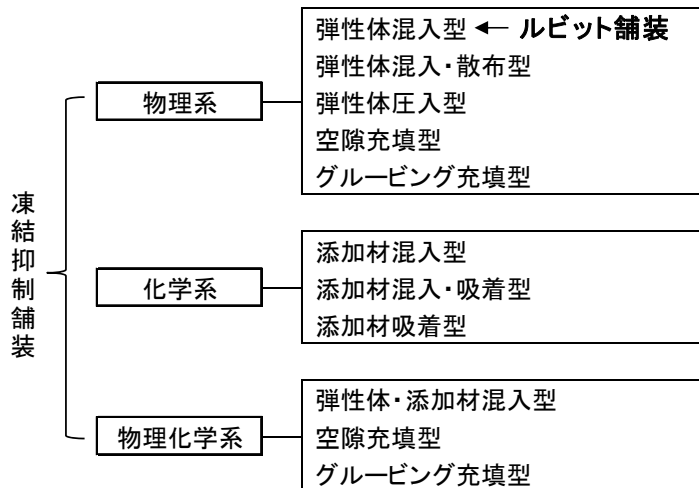 凍結抑制舗装
物理系
弾性体混入型 ← ルビット舗装
弾性体混入・散布型
弾性体圧入型
空隙充填型
グルービング充填型
化学系
添加材混入型
添加材混入・吸着型
添加材吸着型
物理化学系
弾性体・添加材混入型
空隙充填型
グルービング充填型